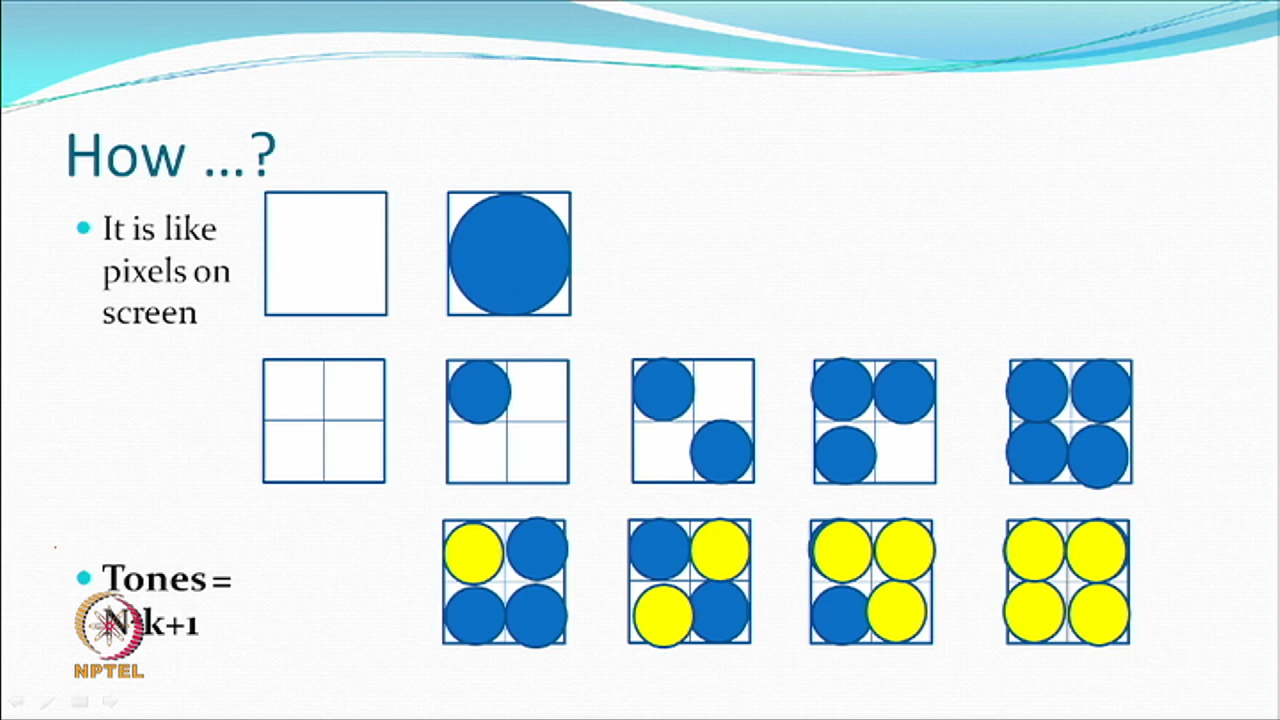 How ...?
It is like
pixels on
screen
Tones =
k+1
NPTEL